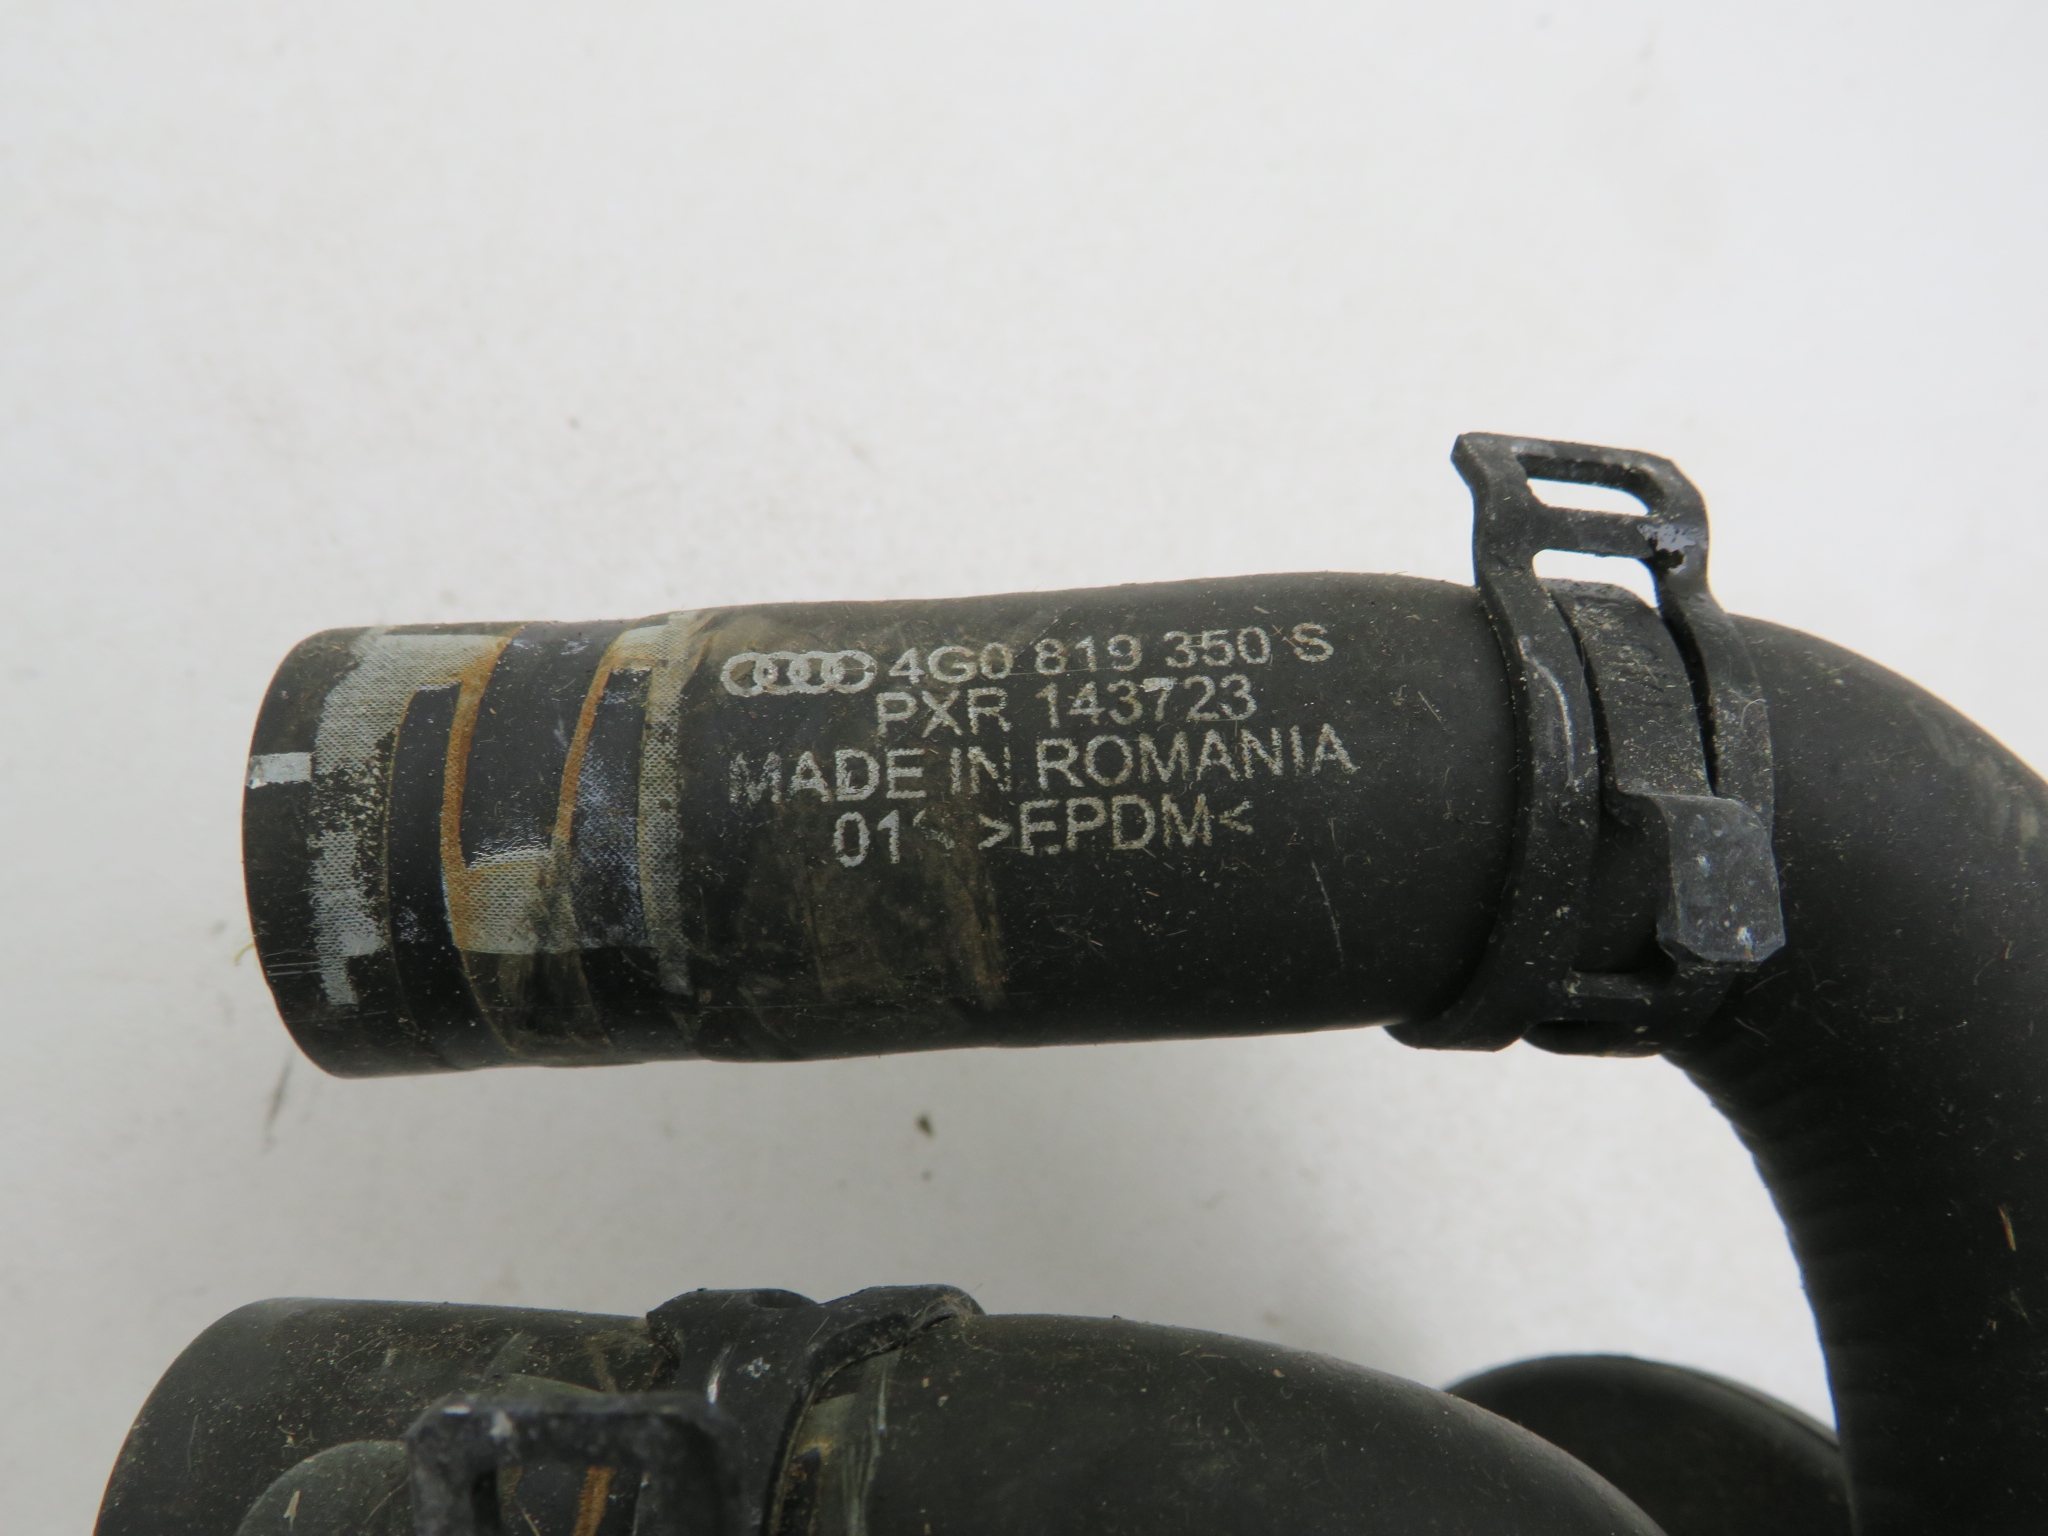 4G0 819 350 S
PXR 143723
MADE IN ROMANIA
>EPDM<